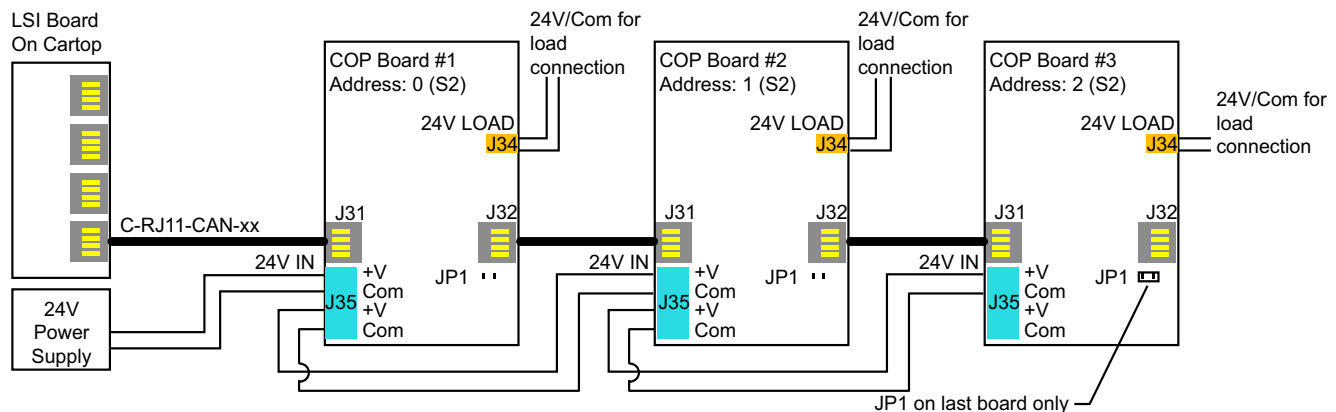 LSI Board
On Cartop
C-RJ11-CAN-xx
24V
Power
Supply
COP Board #1
Address: 0 (S2)
24V LOAD
J34
24V/Com for
load
connection
J31
J32
24V IN
J35
+V
Com
+V
Com
JP1
COP Board #2
Address: 1 (S2)
24V LOAD
J34
24V/Com for
load
connection
J31
J32
24V IN
J35
+V
Com
+V
Com
JP1
COP Board #3
Address: 2 (S2)
24V LOAD
J34
24V/Com for
load
connection
J31
J32
24V IN
J35
+V
Com
+V
Com
JP1
JP1 on last board only